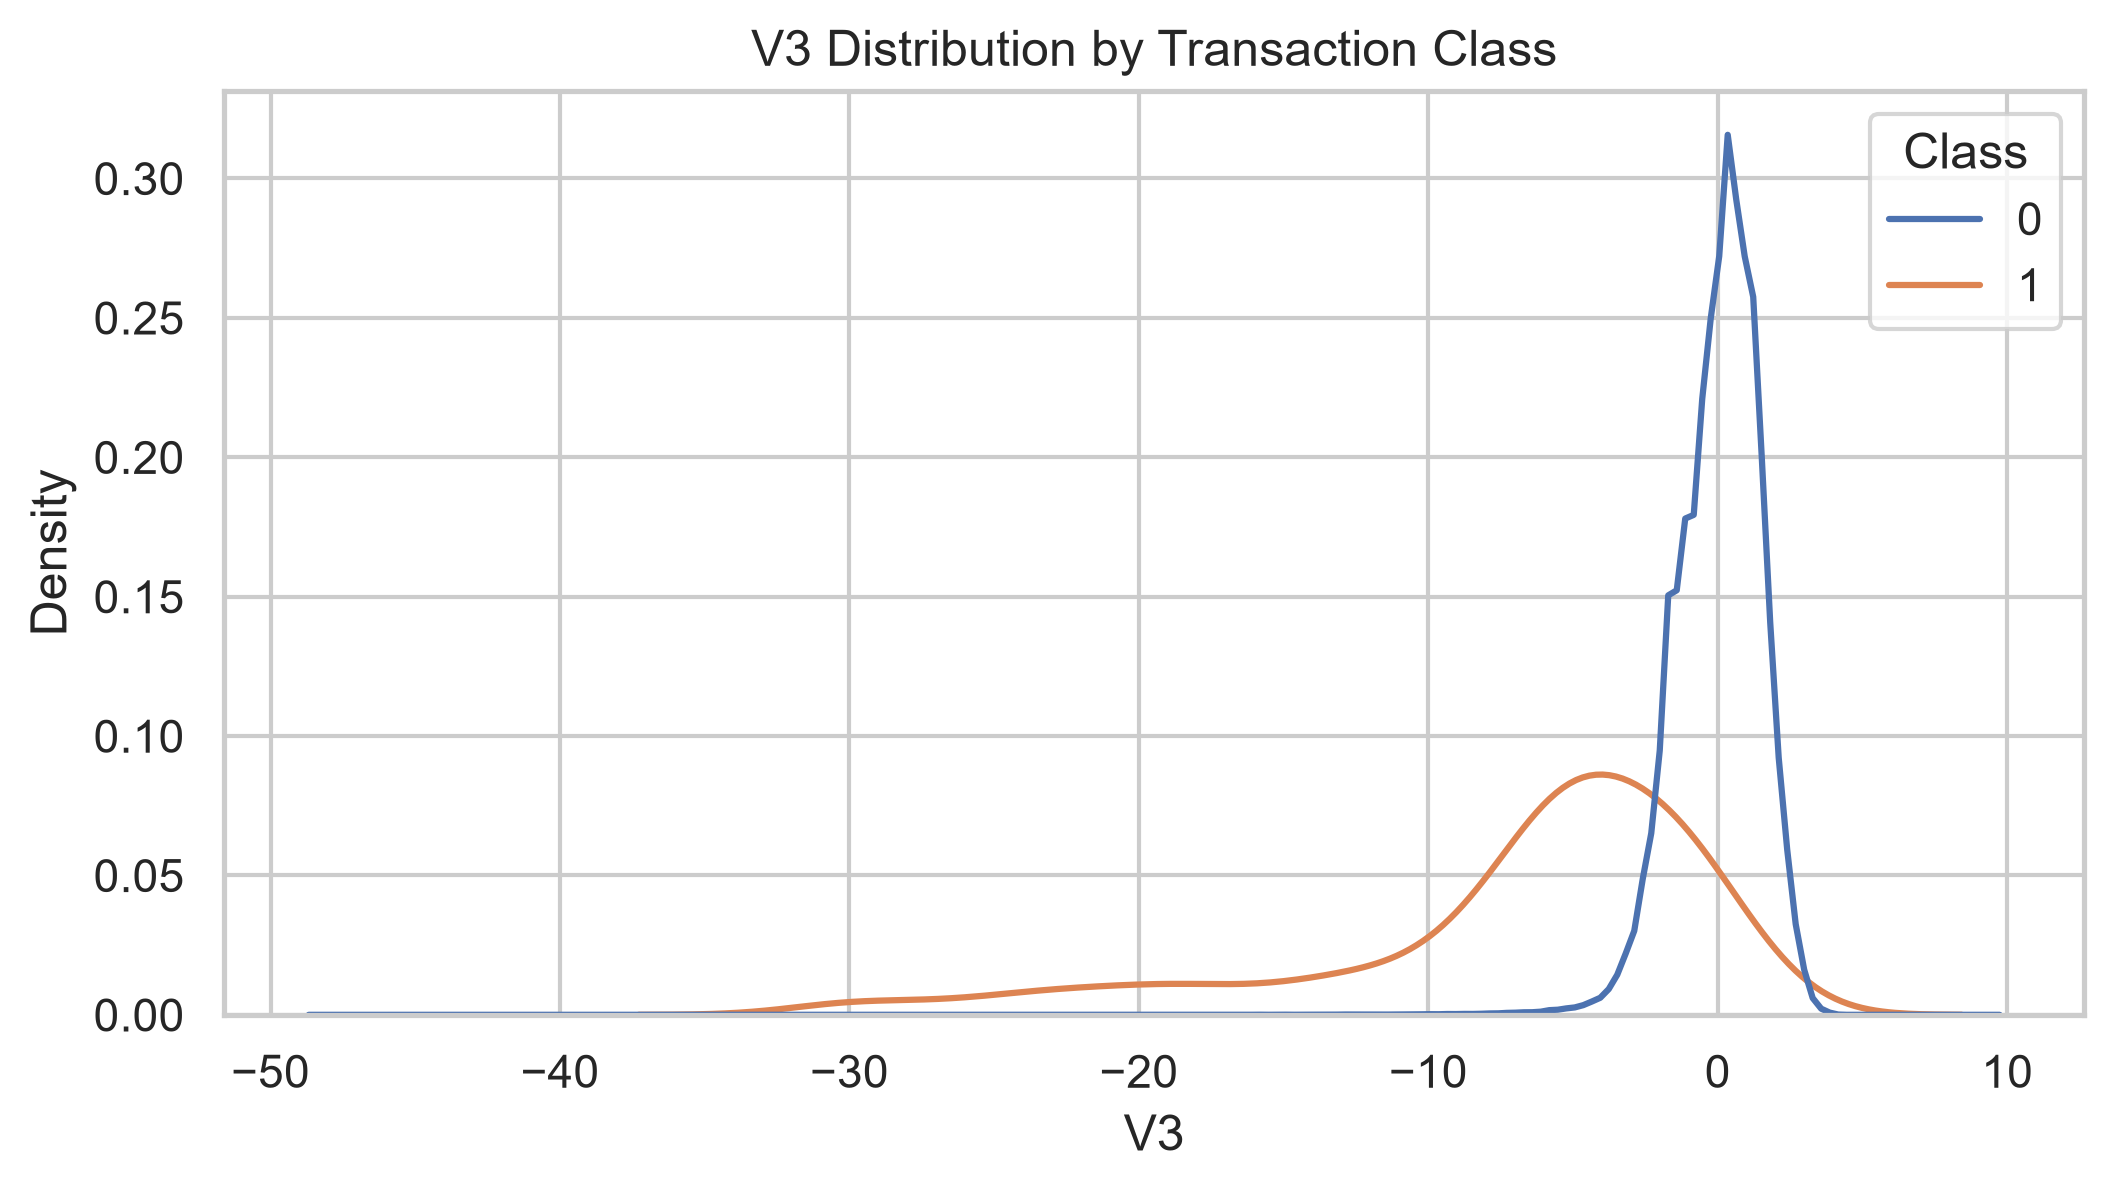 V3 Distribution by Transaction Class
Class
0
1
Density
0.30
0.25
0.20
0.15
0.10
0.05
0.00
−50 −40 −30 −20 −10 0 10
V3